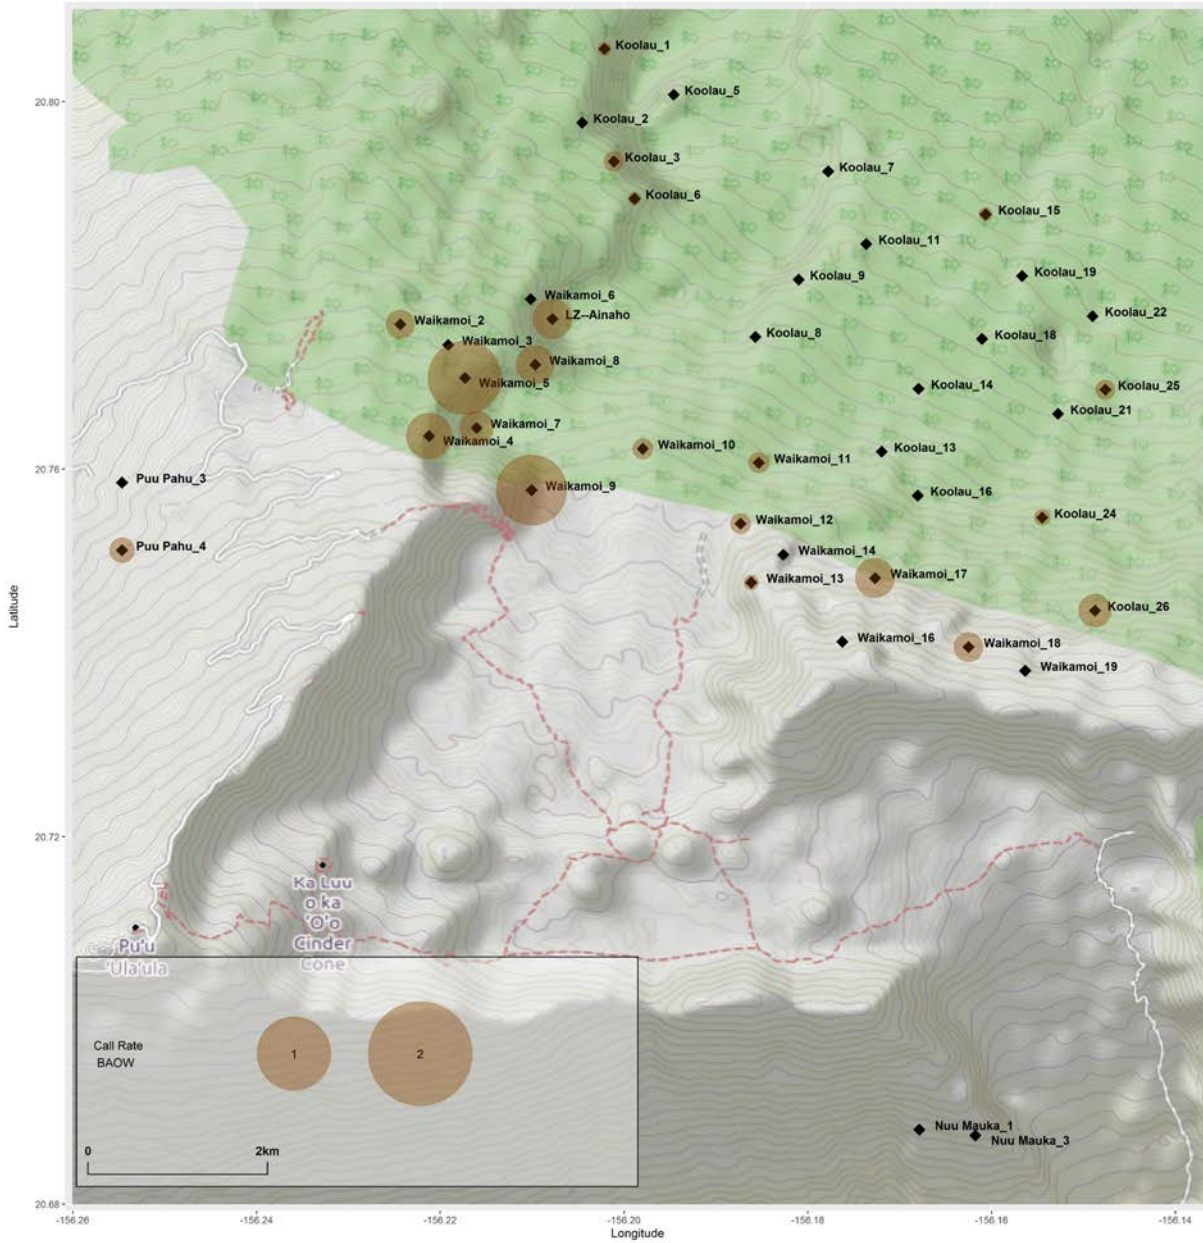 Koolau_1
20.80
Koolau_5
Koolau_2
Koolau_3
Koolau_7
Koolau_6
Koolau_15
Koolau_11
Koolau_9
Koolau_19
Waikamoi_6
LZ--Ainaho
Koolau_22
Waikamoi_2
Koolau_8
Koolau_18
Waikamoi_3
Waikamoi_8
Waikamoi_5
Koolau_14
Koolau_25
Koolau_21
Waikamoi_7
Waikamoi_4
Waikamoi_10
Koolau_13
Waikamoi_11
20.76
Puu Pahu_3
Waikamoi_9
Koolau_16
Koolau_24
Waikamoi_12
Puu Pahu_4
Waikamoi_14
Waikamoi_13
Waikamoi_17
Latitude
Koolau_26
Waikamoi_16
Waikamoi_18
Waikamoi_19
20.72
Ka Luu
o ka
'O'o
Cinder
Cone
Pu'u
'Ula'ula
Call Rate
BAOW
1
2
0
2km
Nuu Mauka_1
Nuu Mauka_3
20.68
-156.26
-156.24
-156.22
-156.20
-156.18
-156.16
-156.14
Longitude